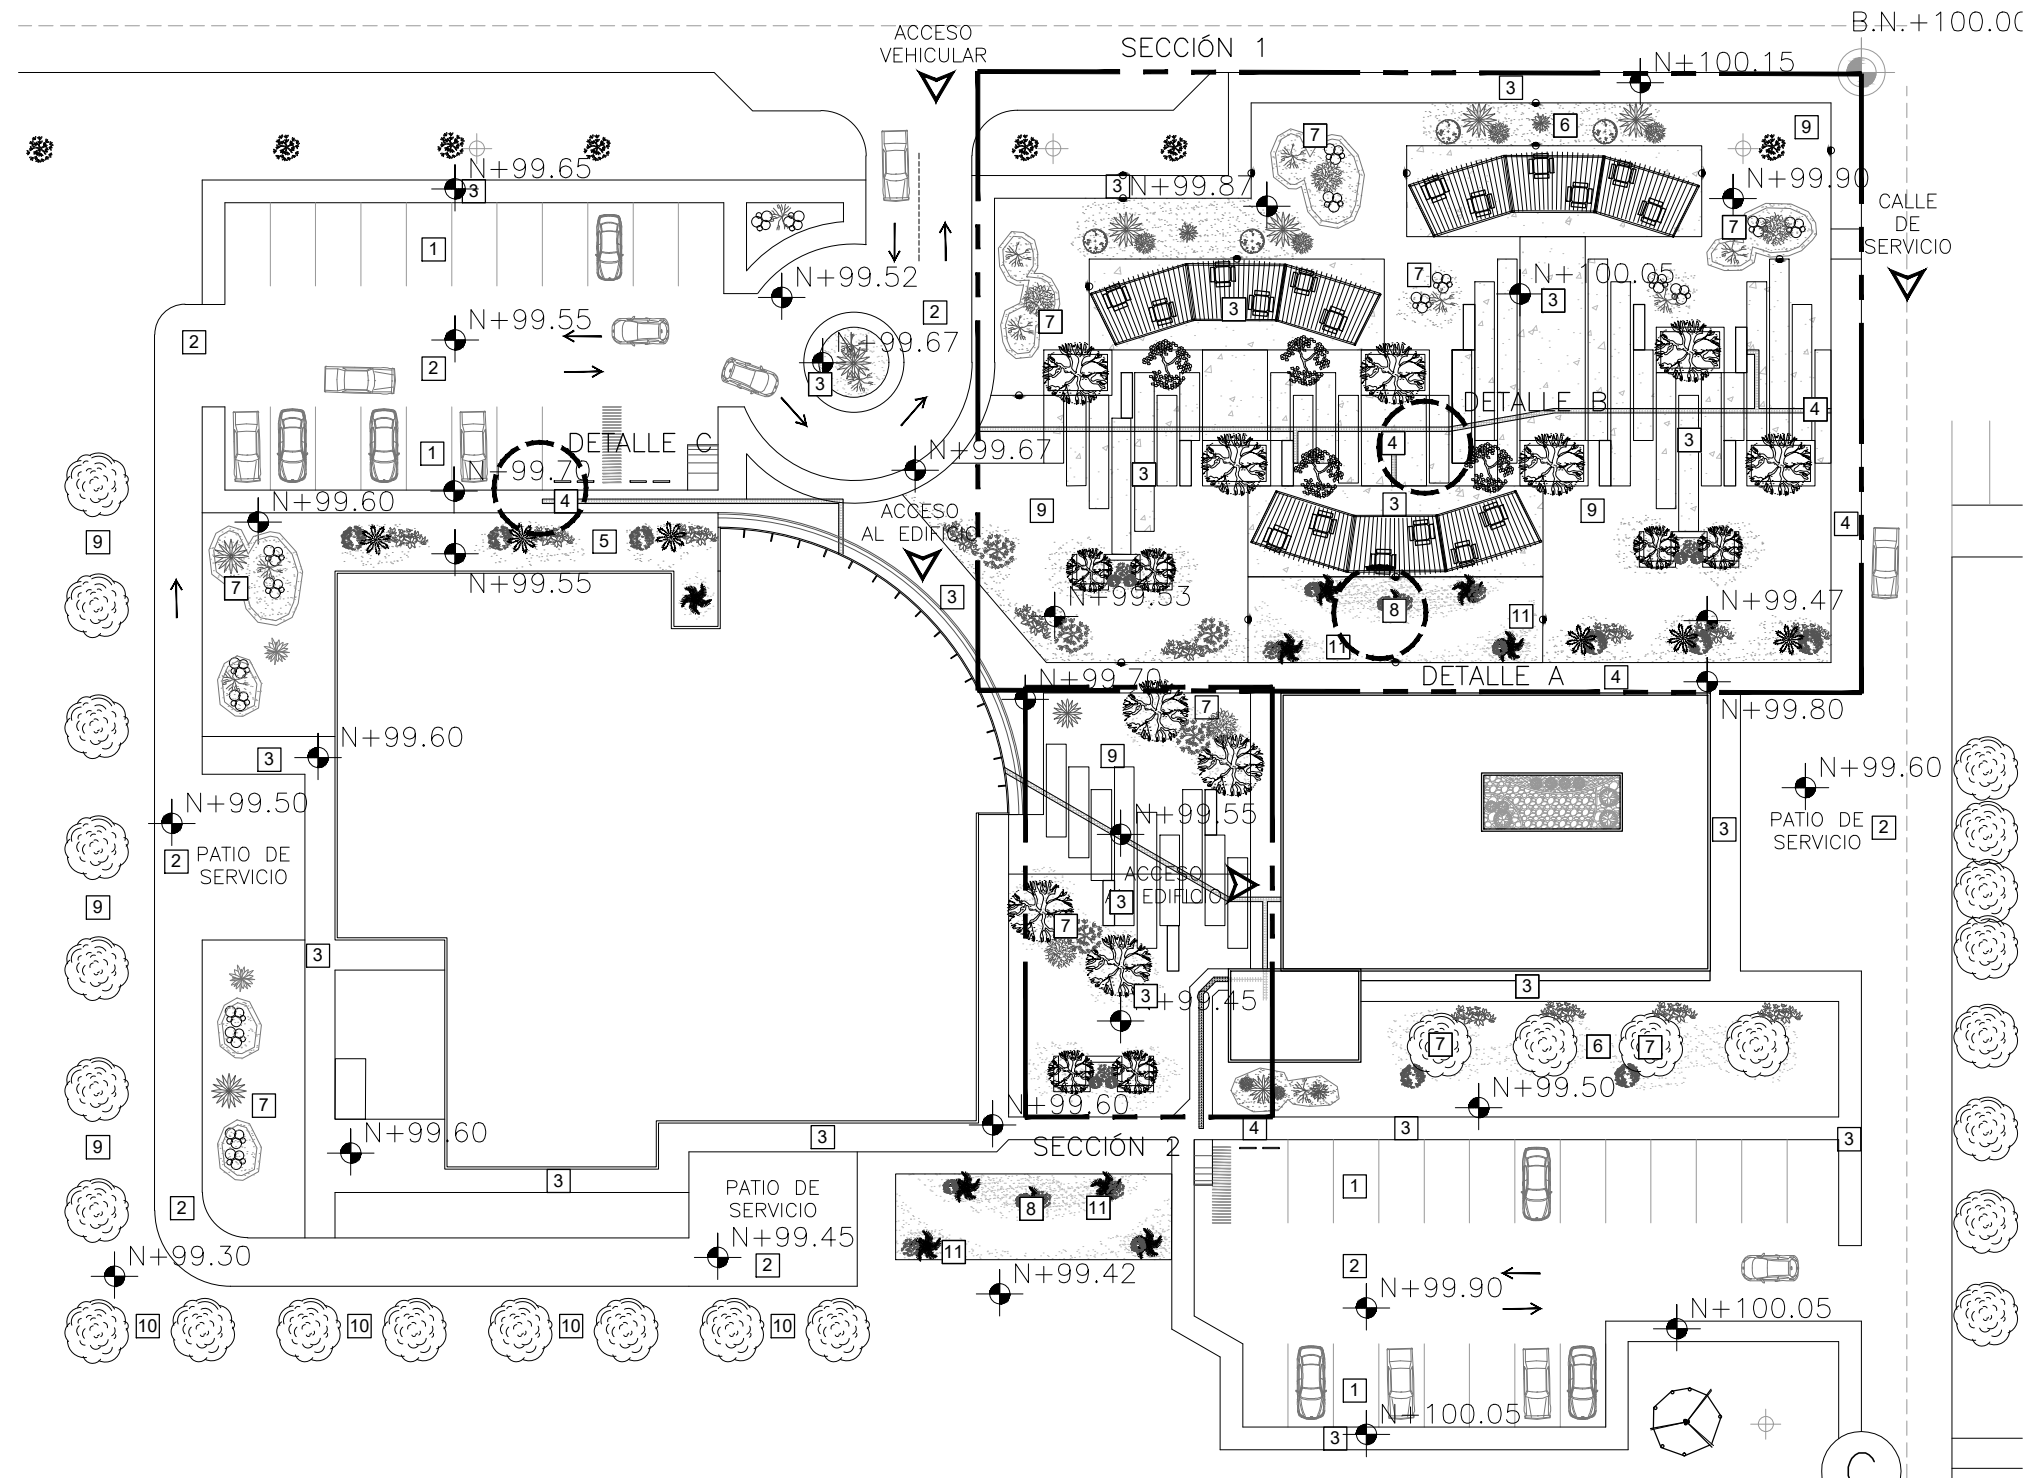 B.N.+100.00
ACCESO
VEHICULAR
SECCIÓN 1
N+100.15
3
6
9
7
N+99.65
3
3
N+99.87
N+99.90
CALLE
DE
SERVICIO
7
1
N+99.52
7
N+100.05
3
2
3
7
N+99.55
2
N+99.67
2
3
DETALLE B
4
DETALLE C
4
3
1
N+99.67
3
N+99.70
4
3
N+99.60
9
9
ACCESO
AL EDIFICIO
4
9
5
N+99.55
7
3
N+99.53
N+99.47
8
11
11
N+99.70
DETALLE A
4
7
N+99.80
N+99.60
3
9
N+99.60
N+99.50
N+99.55
PATIO DE
SERVICIO
2
3
PATIO DE
SERVICIO
2
ACCESO
EDIFICIO
3
9
7
3
3
3
N+99.45
7
6
7
N+99.50
7
N+99.60
3
4
3
3
N+99.60
9
SECCIÓN 2
3
PATIO DE
SERVICIO
1
2
8
11
N+99.45
11
2
N+99.30
N+99.42
2
N+99.90
N+100.05
10
10
10
10
1
N+100.05
3